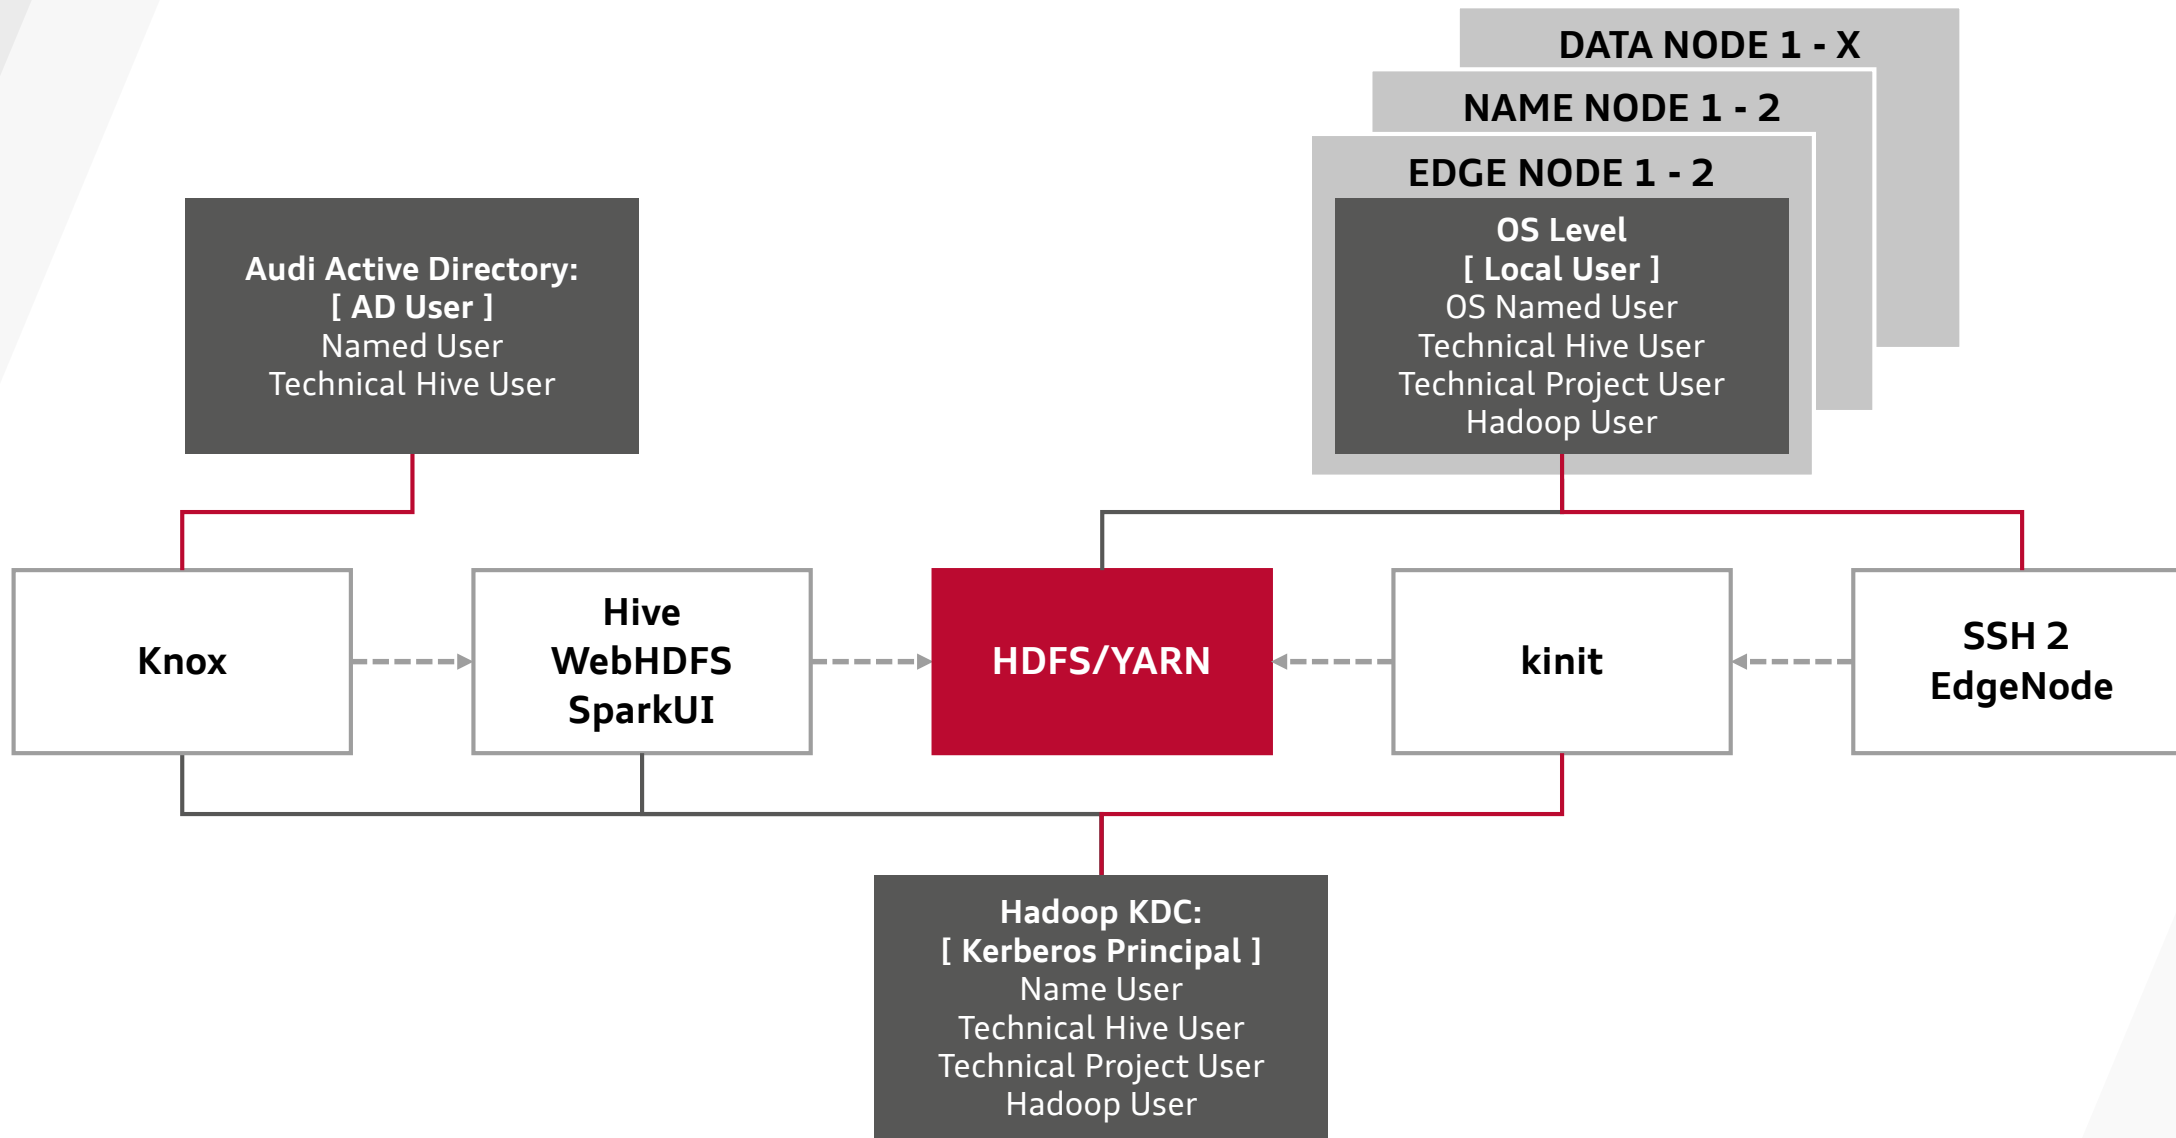 DATA NODE 1 - X
NAME NODE 1 - 2
EDGE NODE 1 - 2
OS Level
[ Local User ]
OS Named User
Technical Hive User
Technical Project User
Hadoop User
Audi Active Directory:
[ AD User ]
Named User
Technical Hive User
Knox
Hive
WebHDFS
SparkUI
HDFS/YARN
kinit
SSH 2
EdgeNode
Hadoop KDC:
[ Kerberos Principal ]
Name User
Technical Hive User
Technical Project User
Hadoop User